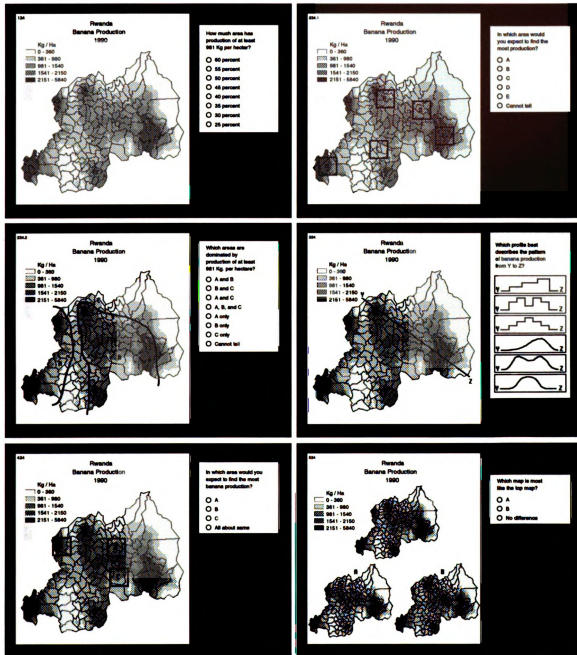 134
Rwanda
Banana Production
1990
Kg / Ha
0 - 360
361 - 980
981 - 1540
1541 - 2150
2151 - 5840
How much area has
production of at least
981 Kg per hectar?
60 percent
55 percent
50 percent
45 percent
40 percent
35 percent
30 percent
25 percent
234.1
Rwanda
Banana Production
1990
Kg / Ha
0 - 360
361 - 980
981 - 1540
1541 - 2150
2151 - 5840
In which area would
you expect to find the
most production?
A
B
C
D
E
Cannot tell
234.2
Rwanda
Banana Production
1990
Kg / Ha
0 - 360
361 - 980
981 - 1540
1541 - 2150
2151 - 5840
Which areas are
dominated by
production of at least
981 Kg. per hectare?
A and B
B and C
A and C
A, B, and C
A only
B only
C only
Cannot tell
334
Rwanda
Banana Production
1990
Kg / Ha
0 - 360
361 - 980
981 - 1540
1541 - 2150
2151 - 5840
Z
Which profile best
describes the pattern
of banana production
from Y to Z?
Y Z
Y Z
Y Z
Y Z
Y Z
Y Z
434
Rwanda
Banana Production
1990
Kg / Ha
0 - 360
361 - 980
981 - 1540
1541 - 2150
2151 - 5840
In which area would you
expect to find the most
banana production?
A
B
C
All about same
534
Rwanda
Banana Production
1990
Kg / Ha
0 - 360
361 - 980
981 - 1540
1541 - 2150
2151 - 5840
B
Which map is most
like the top map?
A
B
No difference